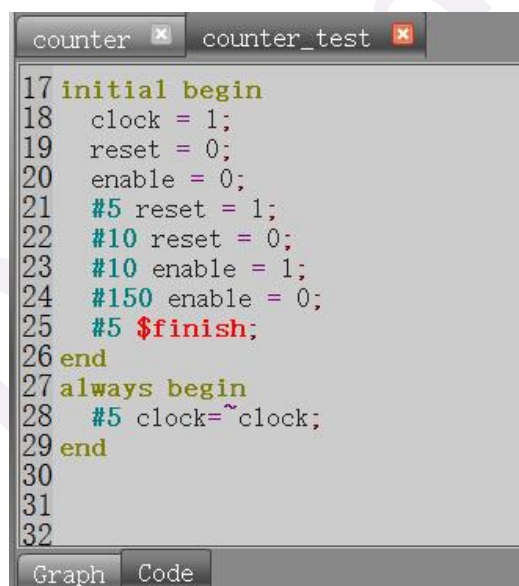 counter counter_test
17 initial begin
18 clock = 1;
19 reset = 0;
20 enable = 0;
21 #5 reset = 1;
22 #10 reset = 0;
23 #10 enable = 1;
24 #150 enable = 0;
25 #5 $finish;
26 end
27 always begin
28 #5 clock=~clock;
29 end
30
31
32
Graph Code